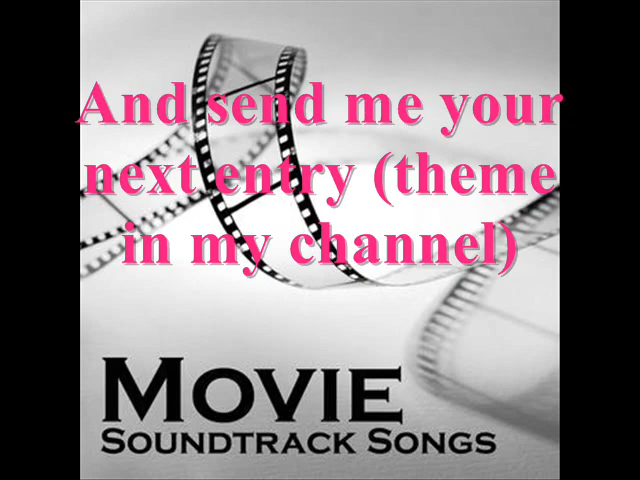 And send me your
next entry (theme
in my channel)
MOVIE
SOUNDTRACK SONGS